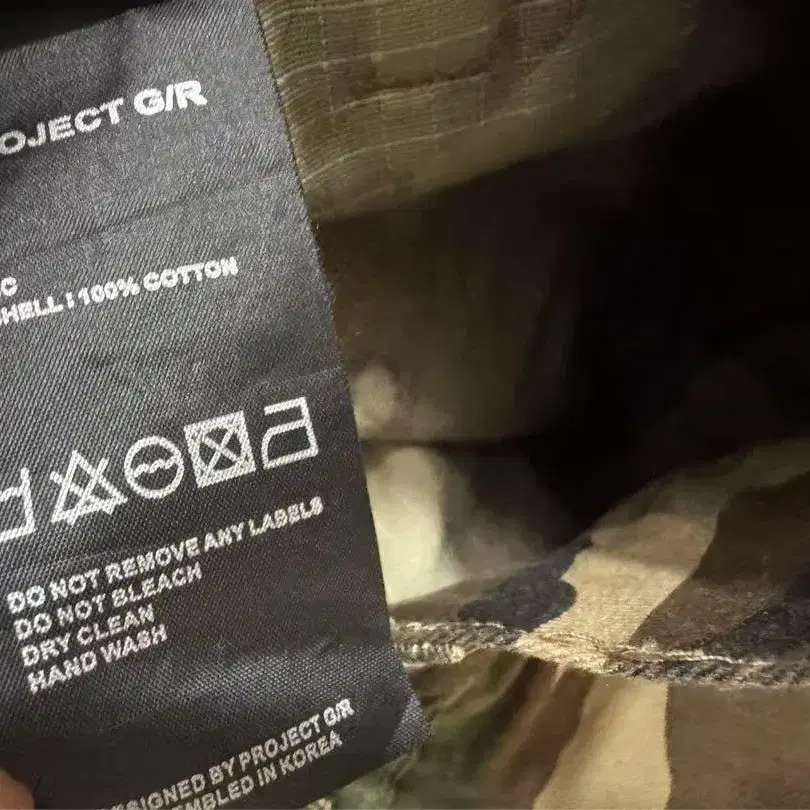 OJECT G/R
C
HELL : 100% COTTON
DO NOT REMOVE ANY LABELS
DO NOT BLEACH
DRY CLEAN
HAND WASH
SIGNED BY PROJECT G/R
EMBLED IN KOREA